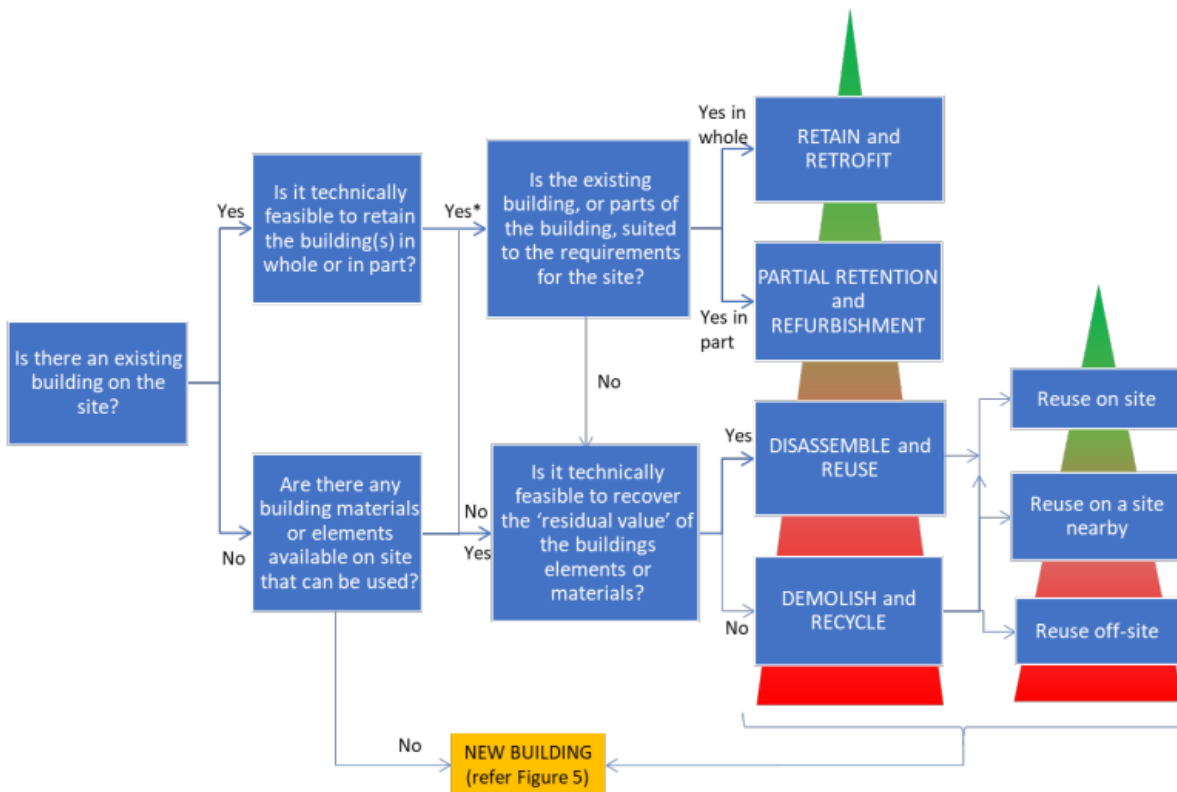 Is there an existing
building on the
site?
Yes
No
Is it technically
feasible to retain
the building(s) in
whole or in part?
Are there any
building materials
or elements
available on site
that can be used?
Yes*
No
Yes
Is the existing
building, or parts of
the building, suited
to the requirements
for the site?
No
Is it technically
feasible to recover
the ‘residual value’ of
the buildings
elements or
materials?
Yes in
whole
Yes in
part
Yes
No
RETAIN and
RETROFIT
PARTIAL RETENTION
and
REFURBISHMENT
DISASSEMBLE and
REUSE
DEMOLISH and
RECYCLE
Reuse on site
Reuse on a site
nearby
Reuse off-site
No
NEW BUILDING
(refer Figure 5)